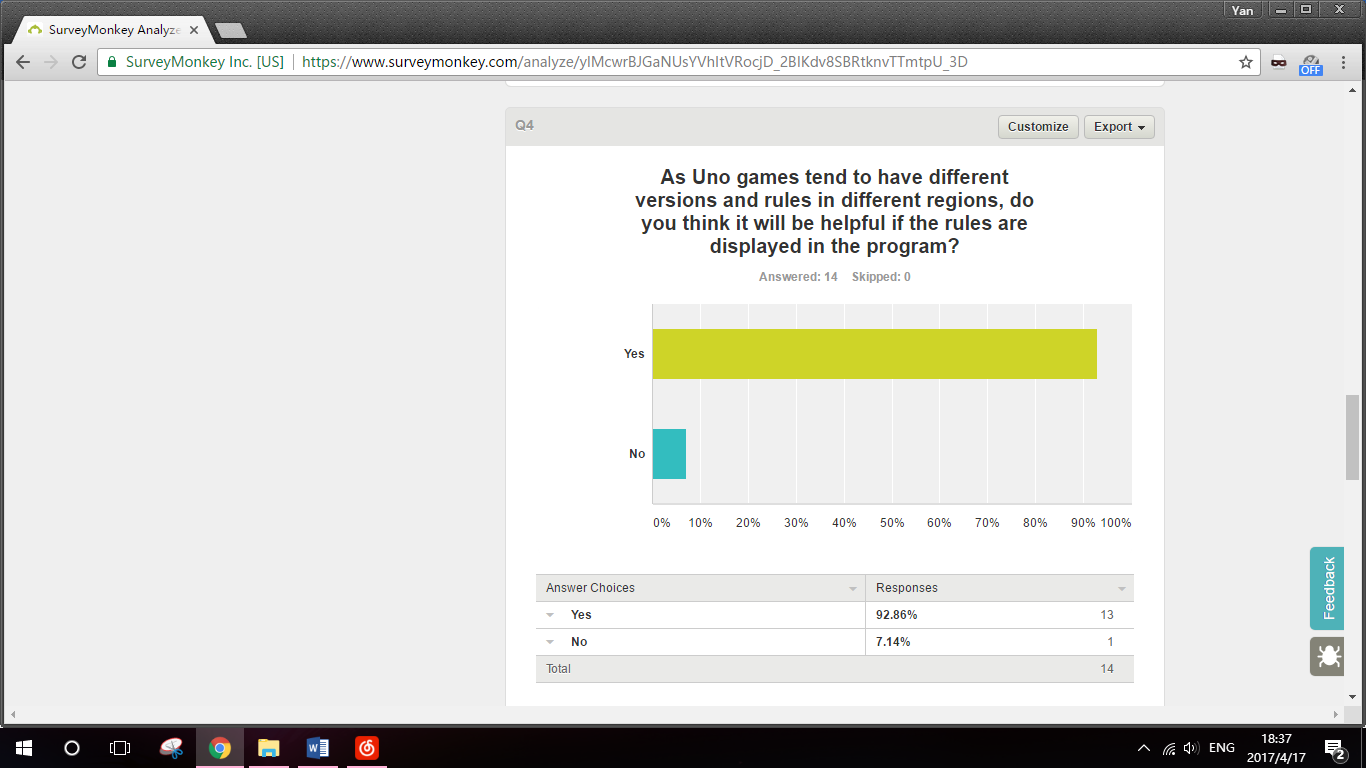 Yan
SurveyMonkey Analyze
SurveyMonkey Inc. [US] https://www.surveymonkey.com/analyze/yIMcwrBJGaNUsYVhItVRocjD_2BIKdv8SBRtknvTTmtpU_3D
OFF
Q4
Customize Export
As Uno games tend to have different
versions and rules in different regions, do
you think it will be helpful if the rules are
displayed in the program?
Answered: 14 Skipped: 0
Yes
No
0% 10% 20% 30% 40% 50% 60% 70% 80% 90% 100%
Answer Choices Responses
Yes 92.86% 13
No 7.14% 1
Total 14
Feedback
ENG
18:37
2017/4/17
2